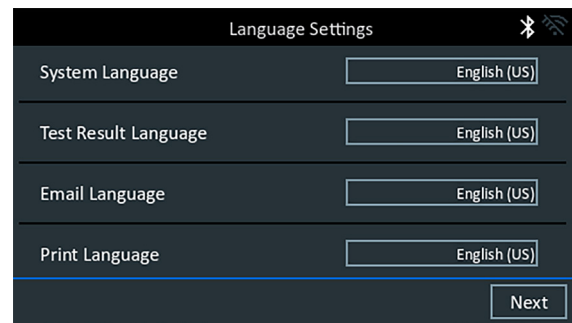 Language Settings
System Language English (US)
Test Result Language English (US)
Email Language English (US)
Print Language English (US)
Next